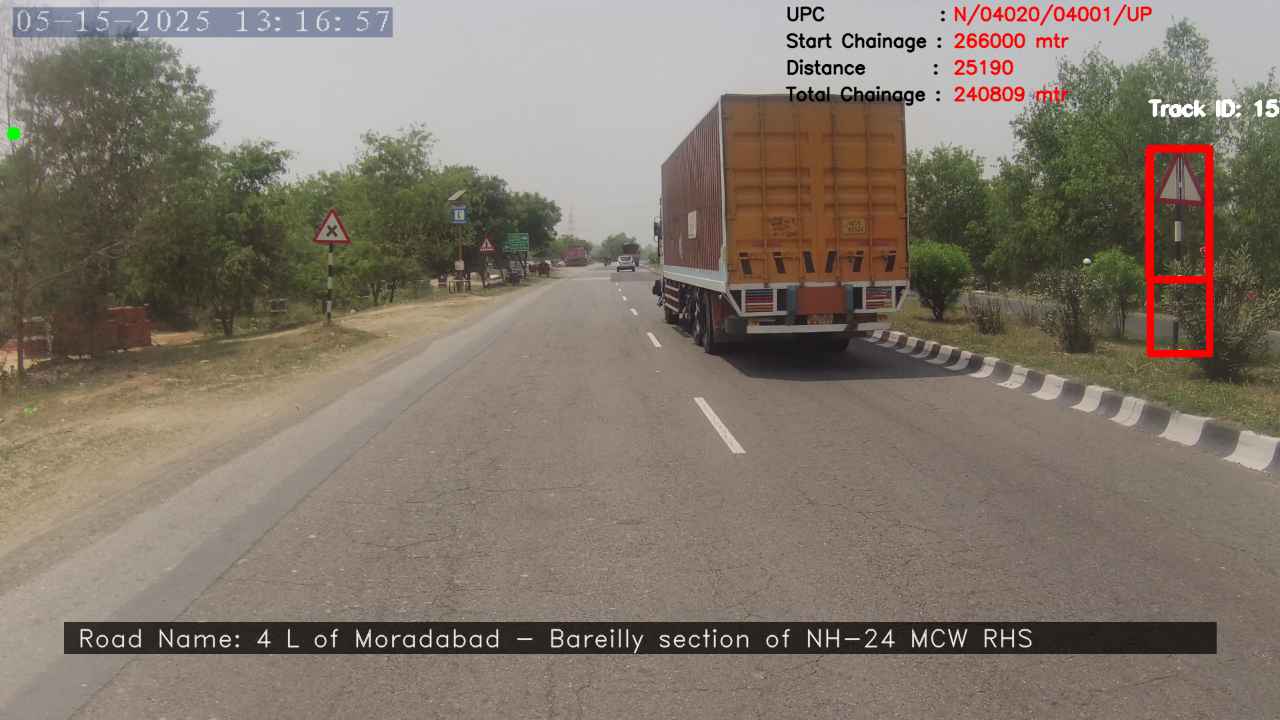 05-15-2025 13:16:57
UPC : N/04020/04001/UP
Start Chainage : 266000 mtr
Distance : 25190
Total Chainage : 240809 mtr
Track ID: 15
Road Name: 4 L of Moradabad - Bareilly section of NH-24 MCW RHS